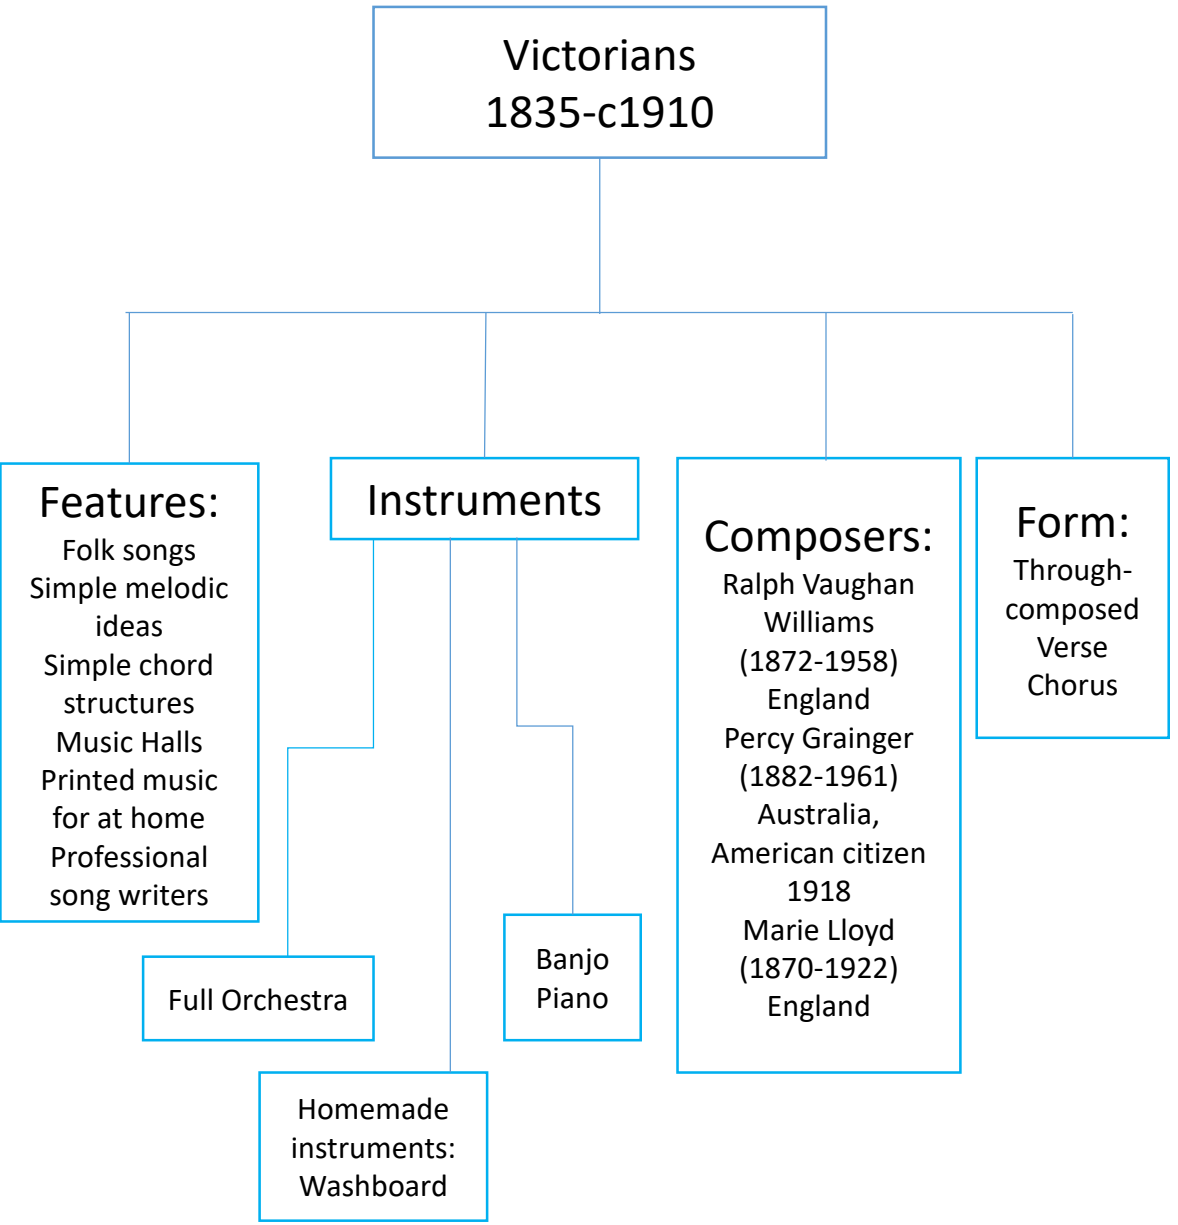 Victorians
1835-c1910
Features:
Folk songs
Simple melodic
ideas
Simple chord
structures
Music Halls
Printed music
for at home
Professional
song writers
Instruments
Full Orchestra
Homemade
instruments:
Washboard
Banjo
Piano
Composers:
Ralph Vaughan
Williams
(1872-1958)
England
Percy Grainger
(1882-1961)
Australia,
American citizen
1918
Marie Lloyd
(1870-1922)
England
Form:
Through-
composed
Verse
Chorus